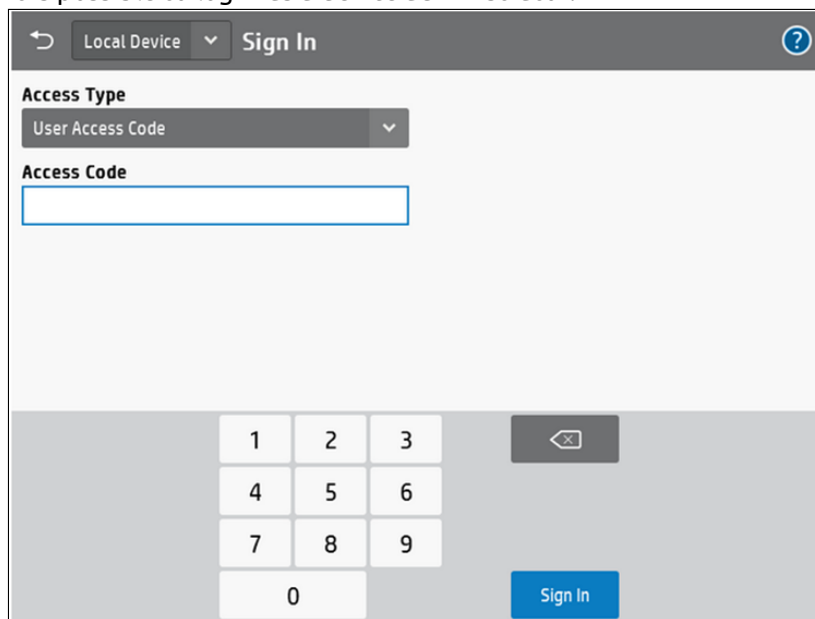 Local Device Sign In ?
Access Type
User Access Code
Access Code
1 2 3
4 5 6
7 8 9
0 Sign In